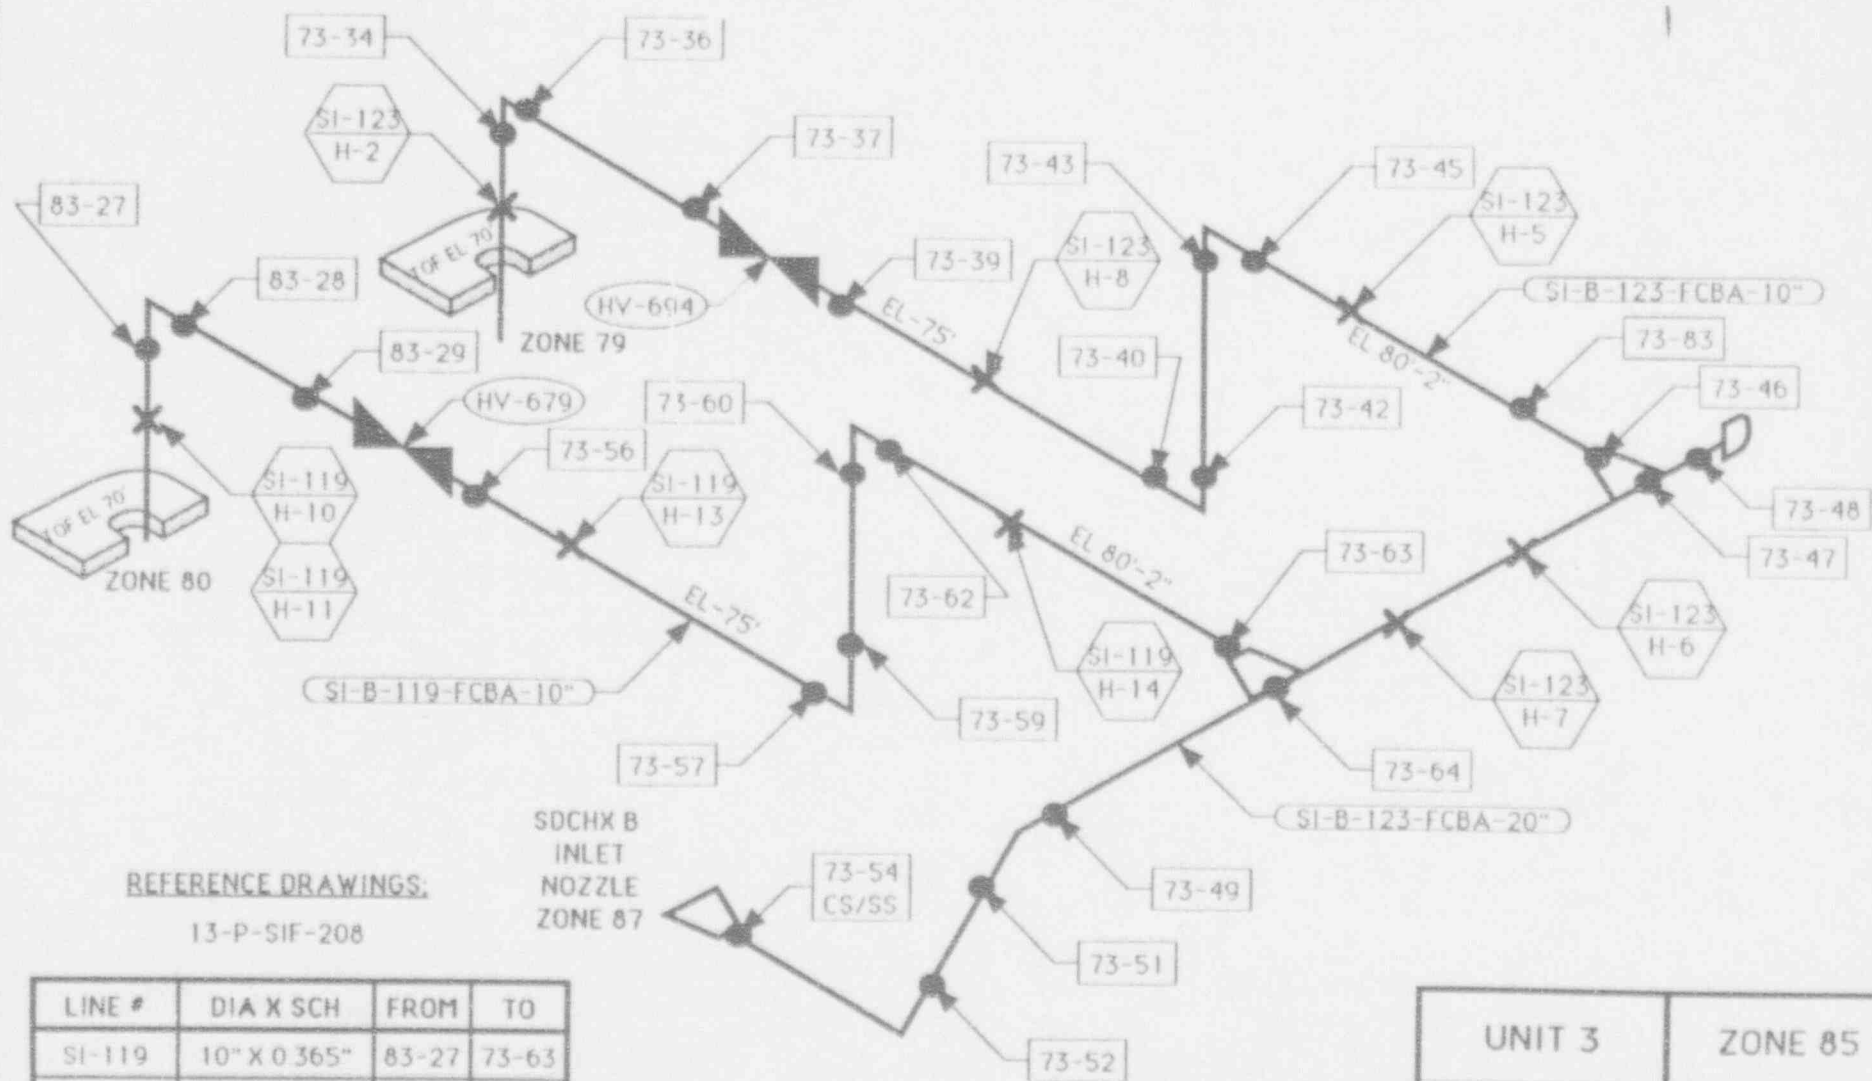 73-34
73-36
SI-123
H-2
73-37
73-43
73-45
83-27
SI-123
H-5
TOF EL 70'
83-28
73-39
SI-123
H-8
HV-694
EL-75'
SI-B-123-FCBA-10"
ZONE 79
83-29
73-40
EL 80'-2"
73-83
HV-679
73-60
73-42
73-46
73-56
SI-119
H-10
SI-119
H-13
TOF EL 70'
73-48
ZONE 80
SI-119
H-11
73-62
EL 80'-2"
73-63
73-47
EL-75'
SI-123
H-6
SI-B-119-FCBA-10"
SI-119
H-14
SI-123
H-7
73-59
73-57
73-64
SDCHX B
INLET
NOZZLE
ZONE 87
SI-B-123-FCBA-20"
73-54
CS/SS
73-49
REFERENCE DRAWINGS:
13-P-SIF-208
73-51
73-52
LINE # DIA X SCH FROM TO
SI-119 10" X 0.365" 83-27 73-63
UNIT 3 ZONE 85